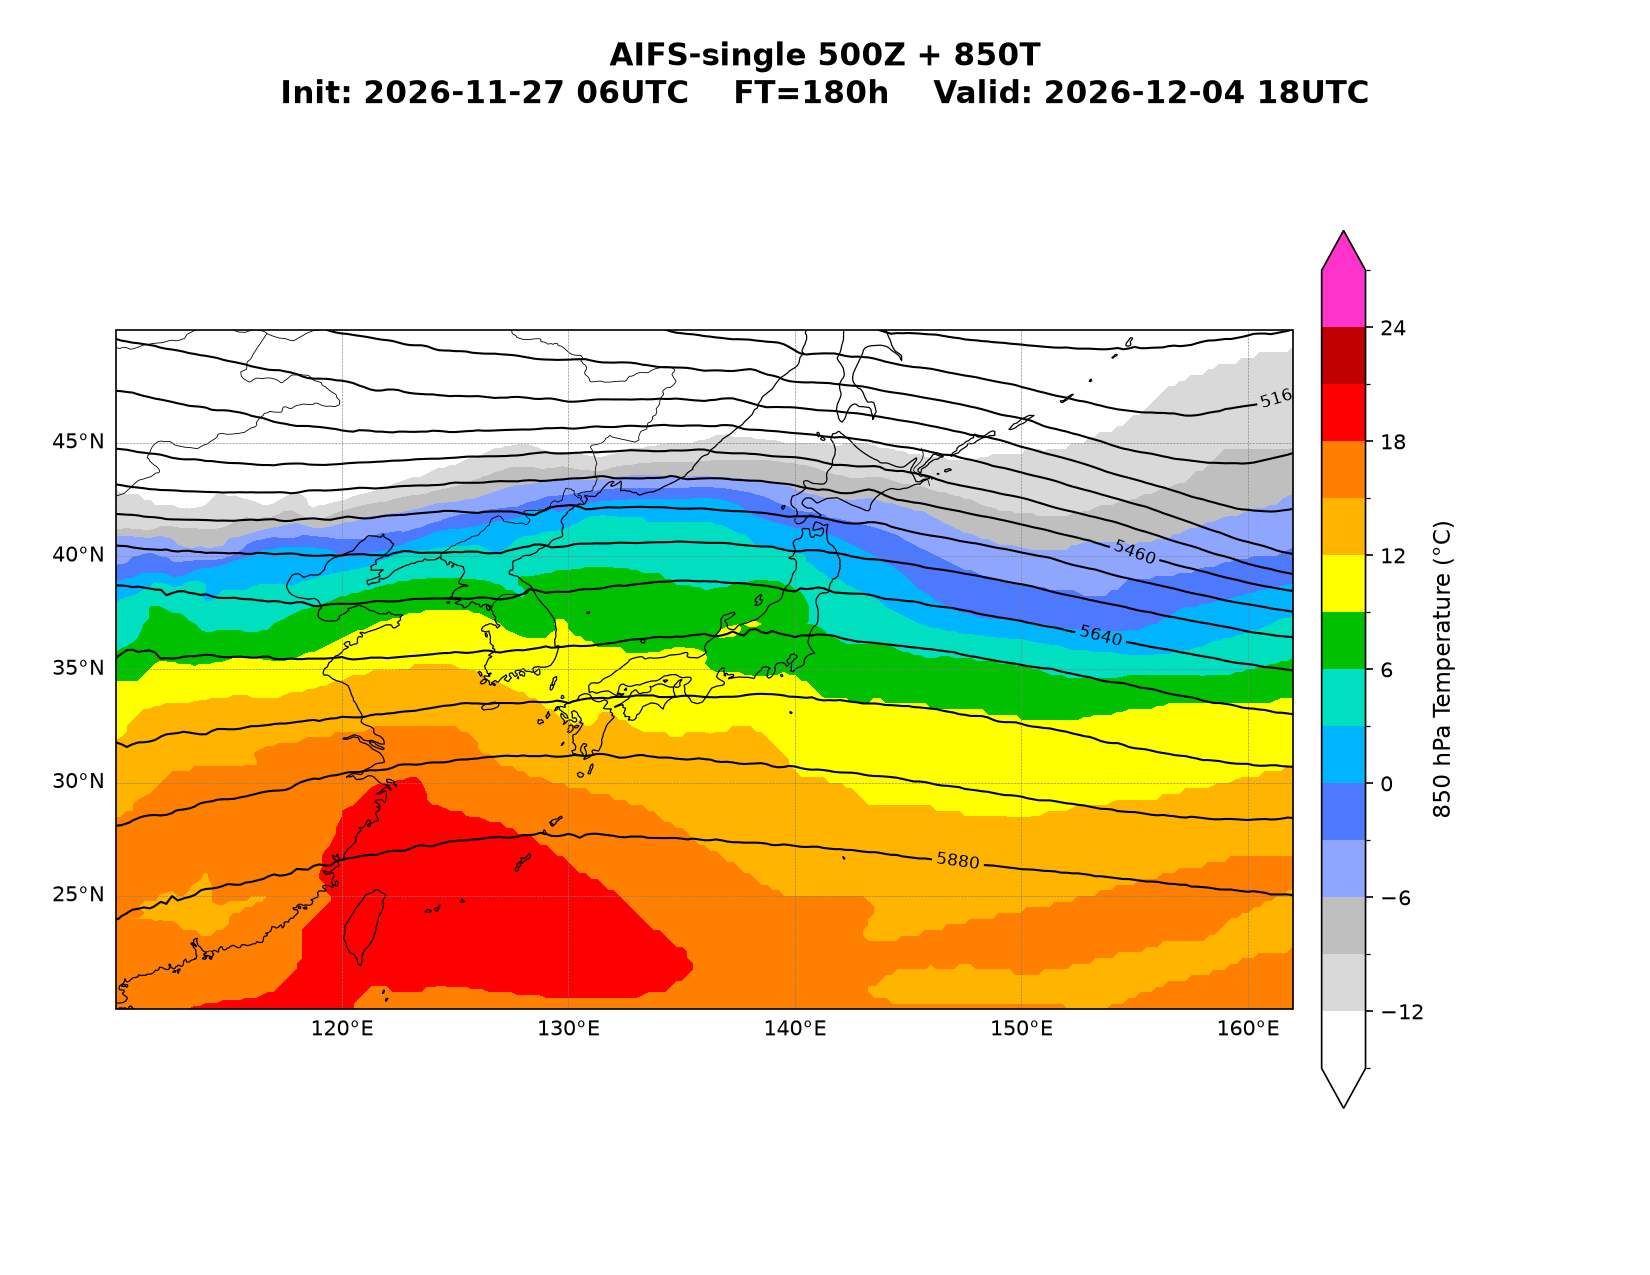 AIFS-single 500Z + 850T
Init: 2026-11-27 06UTC    FT=180h    Valid: 2026-12-04 18UTC
45°N
40°N
35°N
30°N
25°N
120°E
130°E
140°E
150°E
160°E
516
5460
5640
5880
24
18
12
6
0
−6
−12
850 hPa Temperature (°C)